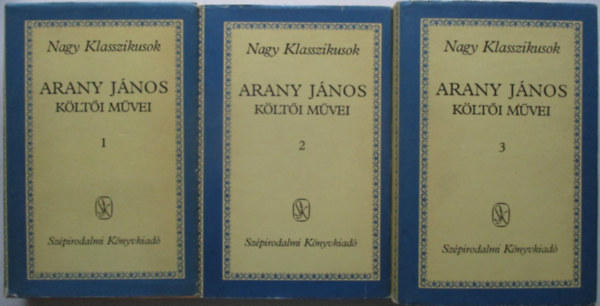 Nagy Klasszikusok
ARANY JÁNOS
KÖLTŐI MŰVEI
1
Szépirodalmi Könyvkiadó
Nagy Klasszikusok
ARANY JÁNOS
KÖLTŐI MŰVEI
2
Szépirodalmi Könyvkiadó
Nagy Klasszikusok
ARANY JÁNOS
KÖLTŐI MŰVEI
3
Szépirodalmi Könyvkiadó